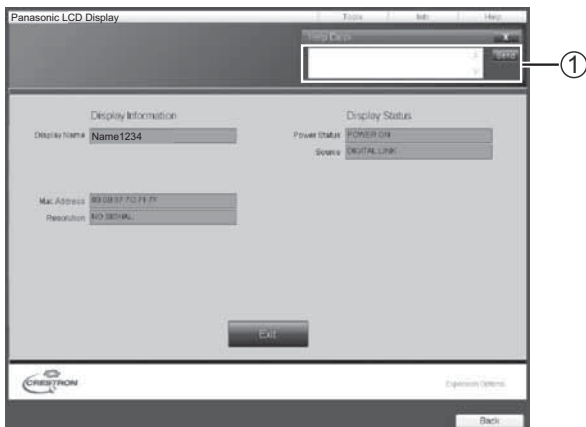 Panasonic LCD Display
Tools Info Help
Help Desk X
Send
①
Display Information
Display Status
Display Name Name1234
Power Status POWER ON
Source DIGITAL LINK
Mac Address
Resolution NO SIGNAL
Exit
CRESTRON
Expansion Options
Back